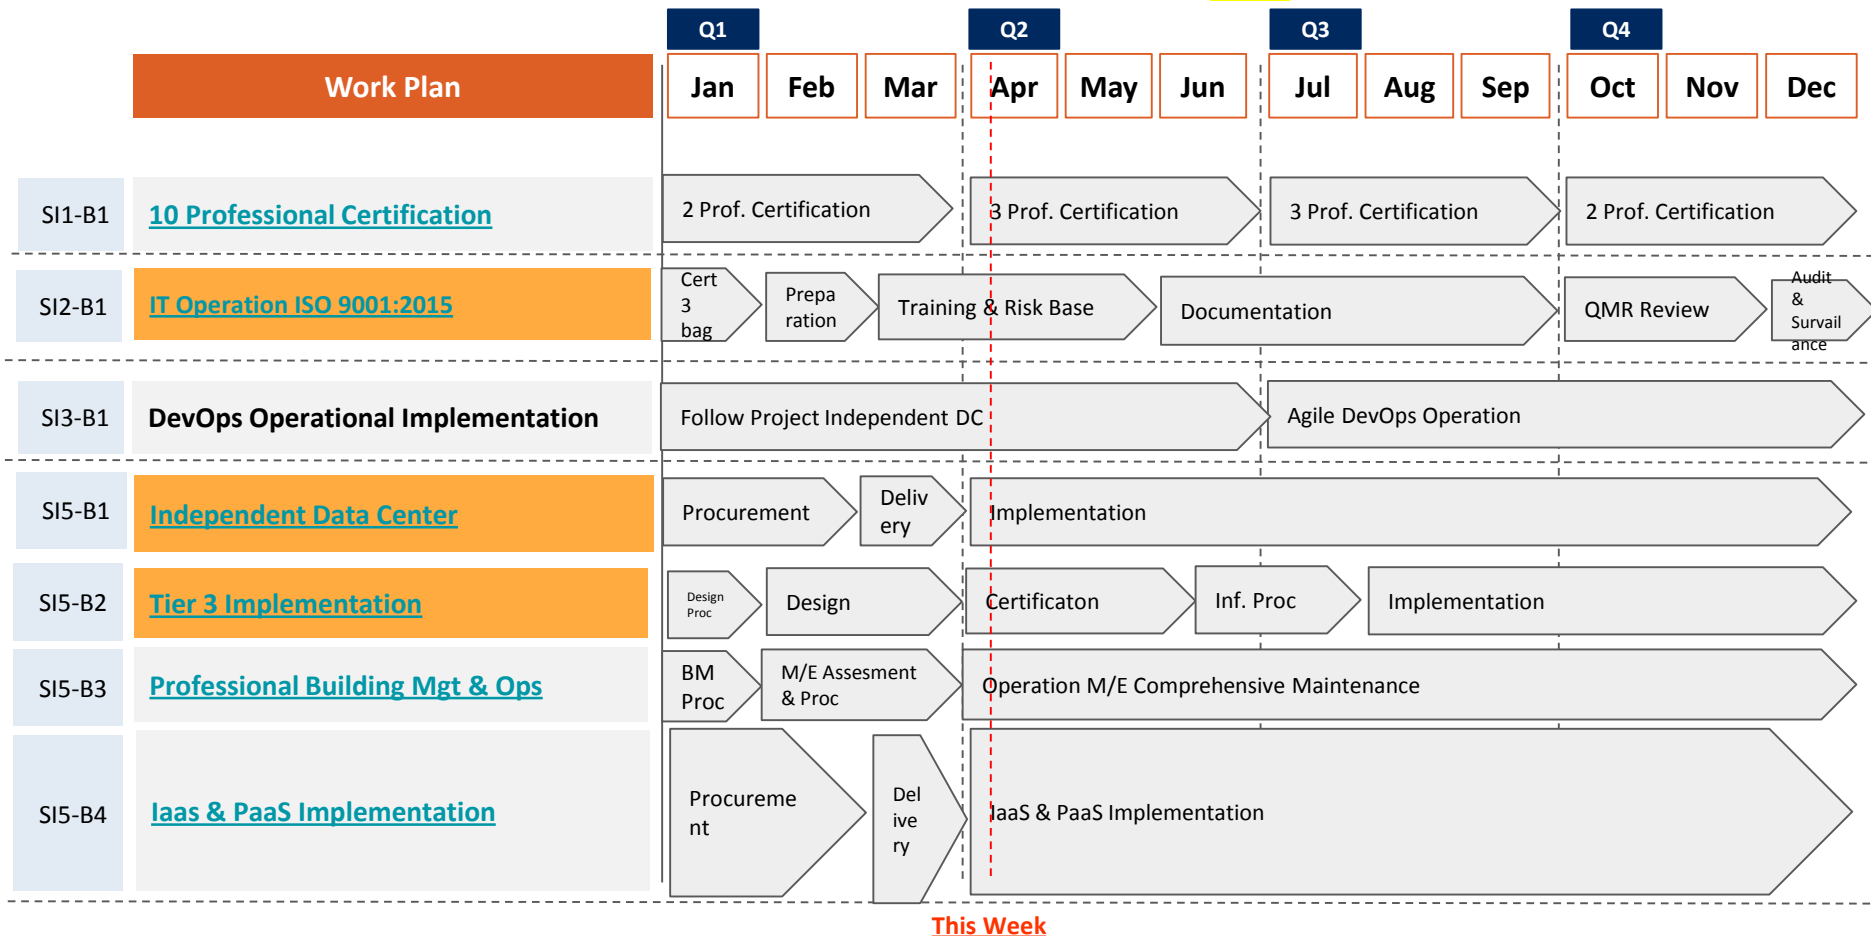 Q1
Q2
Q3
Q4
Work Plan
Jan
Feb
Mar
Apr
May
Jun
Jul
Aug
Sep
Oct
Nov
Dec
SI1-B1
10 Professional Certification
2 Prof. Certification
3 Prof. Certification
3 Prof. Certification
2 Prof. Certification
SI2-B1
IT Operation ISO 9001:2015
Cert
3
bag
Prepa
ration
Training & Risk Base
Documentation
QMR Review
Audit
&
Survail
ance
SI3-B1
DevOps Operational Implementation
Follow Project Independent DC
Agile DevOps Operation
SI5-B1
Independent Data Center
Procurement
Deliv
ery
Implementation
SI5-B2
Tier 3 Implementation
Design
Proc
Design
Certificaton
Inf. Proc
Implementation
SI5-B3
Professional Building Mgt & Ops
BM
Proc
M/E Assesment
& Proc
Operation M/E Comprehensive Maintenance
SI5-B4
Iaas & PaaS Implementation
Procureme
nt
Del
ive
ry
IaaS & PaaS Implementation
This Week